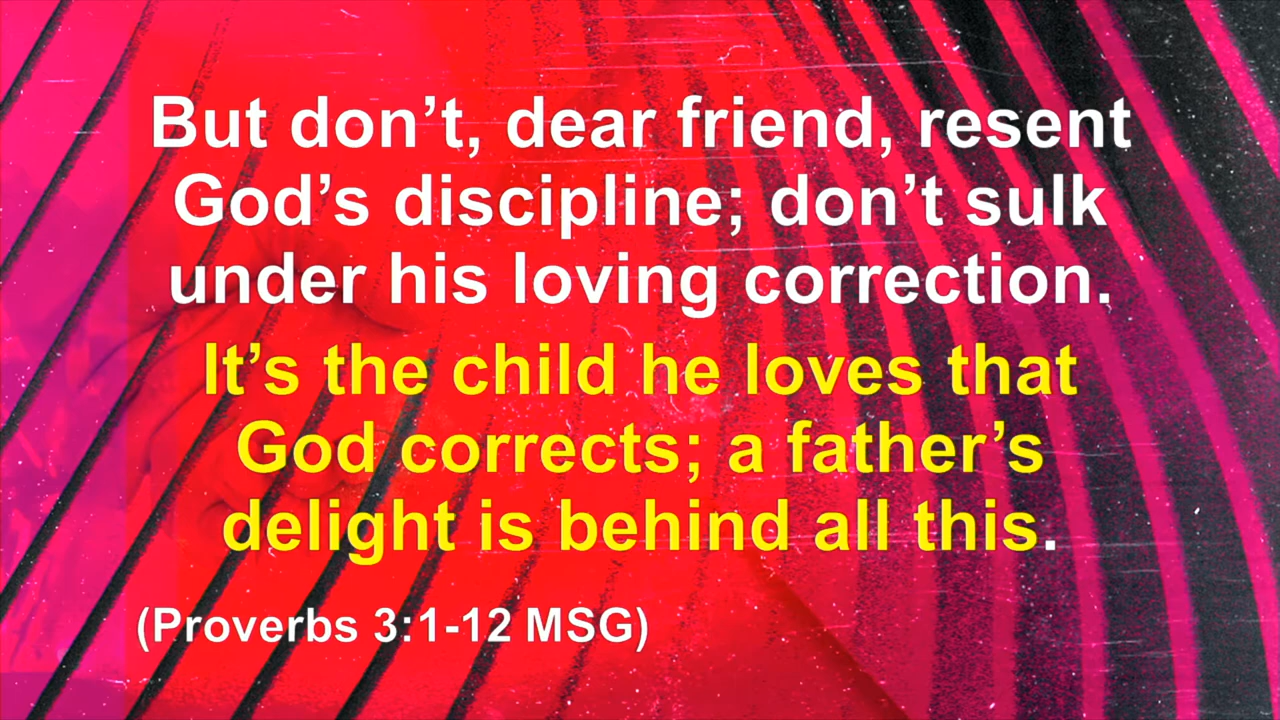 But don’t, dear friend, resent
God’s discipline; don’t sulk
under his loving correction.
It’s the child he loves that
God corrects; a father’s
delight is behind all this.
(Proverbs 3:1-12 MSG)